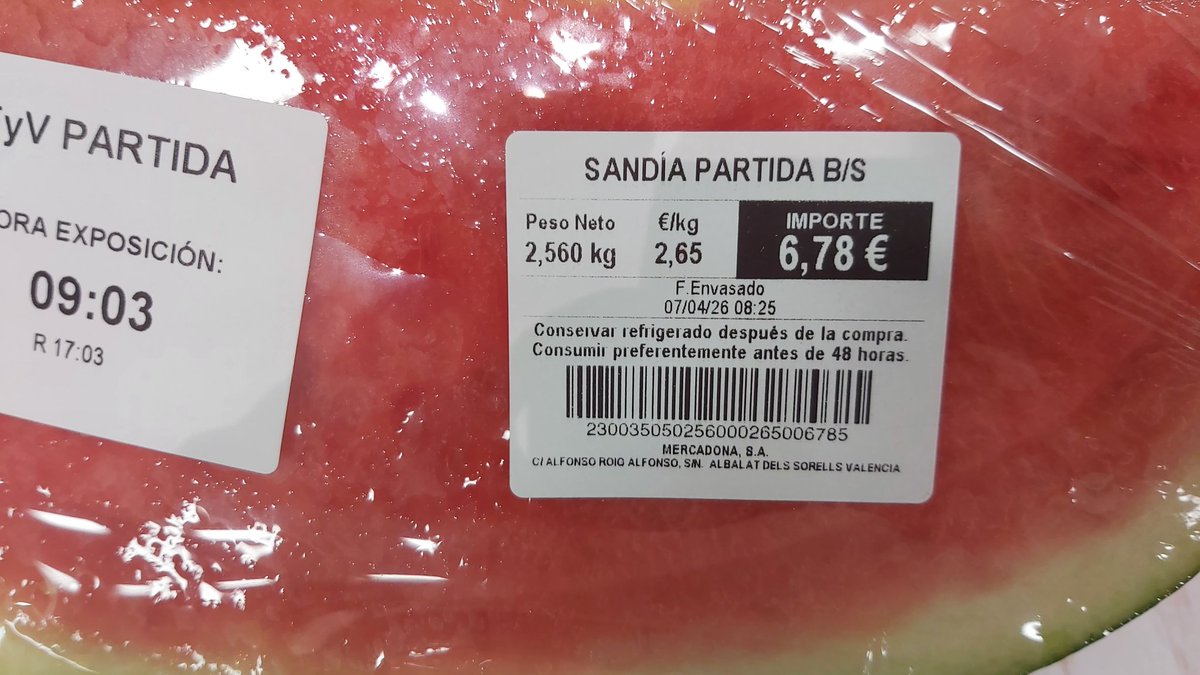 yV PARTIDA
ORA EXPOSICIÓN:
09:03
R 17:03
SANDÍA PARTIDA B/S
Peso Neto €/kg IMPORTE
2,560 kg 2,65 6,78 €
F.Envasado
07/04/26 08:25
Conservar refrigerado después de la compra.
Consumir preferentemente antes de 48 horas.
230035050256000265006785
MERCADONA, S.A.
C/ ALFONSO ROIG ALFONSO, S/N. ALBALAT DELS SORELLS VALENCIA